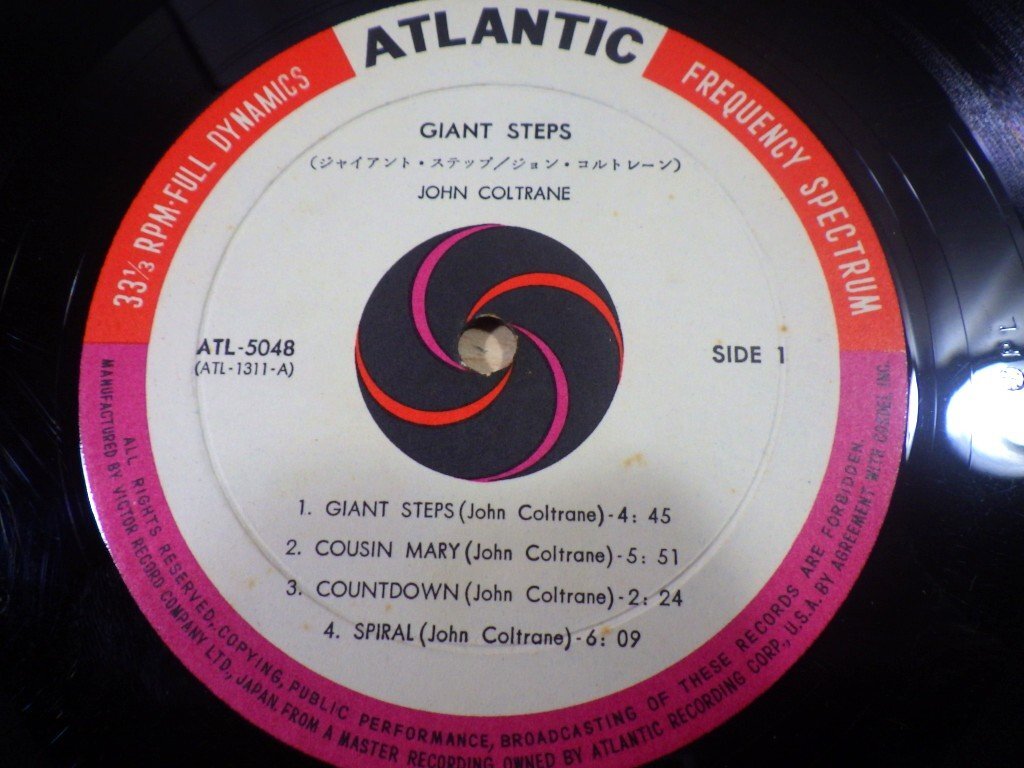 ATLANTIC
33⅓ RPM·FULL DYNAMICS
FREQUENCY SPECTRUM
GIANT STEPS
(ジャイアント・ステップ/ジョン・コルトレーン)
JOHN COLTRANE
ATL-5048
(ATL-1311-A)
SIDE 1
1. GIANT STEPS (John Coltrane)-4: 45
2. COUSIN MARY (John Coltrane)-5: 51
3. COUNTDOWN (John Coltrane)-2: 24
4. SPIRAL (John Coltrane)-6: 09
ALL RIGHTS RESERVED, COPYING, PUBLIC PERFORMANCE, BROADCASTING OF THESE RECORDS ARE FORBIDDEN
MANUFACTURED BY VICTOR RECORD COMPANY LTD., JAPAN. FROM A MASTER RECORDING OWNED BY ATLANTIC RECORDING CORP., U.S.A. BY AGREEMENT WITH INC.